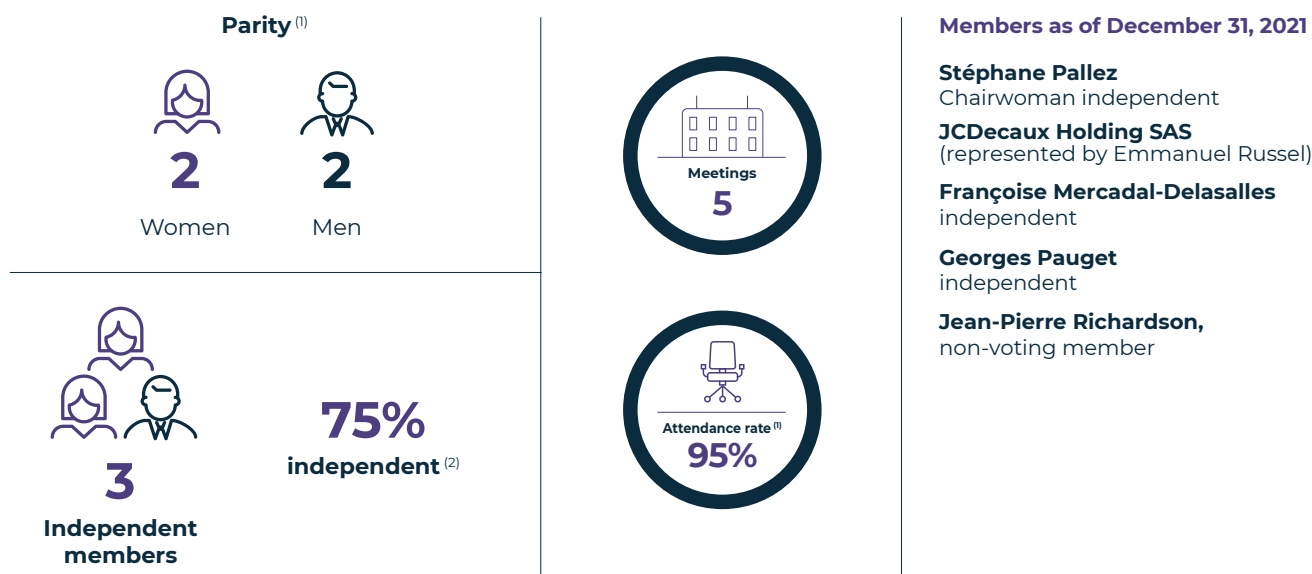 Parity (1)
2
Women
2
Men
3
Independent
members
75%
independent (2)
Meetings
5
Attendance rate (1)
95%
Members as of December 31, 2021
Stéphane Pallez
Chairwoman independent
JCDecaux Holding SAS
(represented by Emmanuel Russel)
Françoise Mercadal-Delasalles
independent
Georges Pauget
independent
Jean-Pierre Richardson,
non-voting member